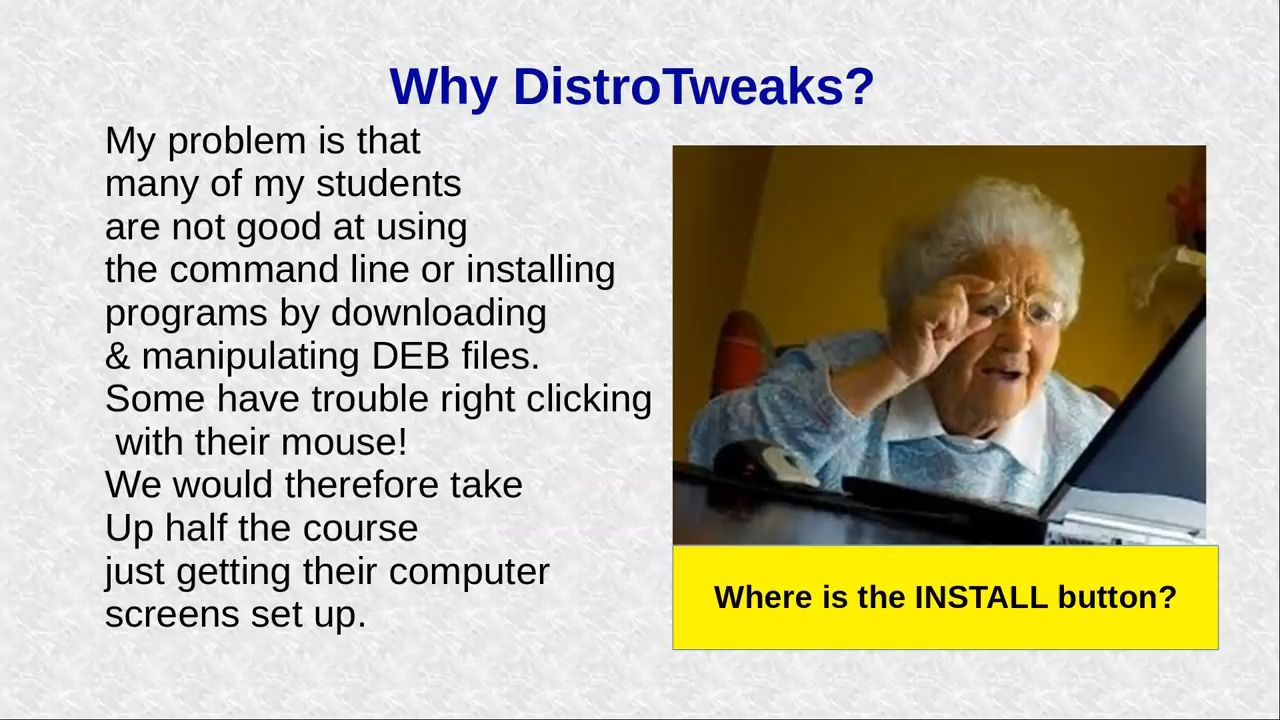 Why DistroTweaks?
My problem is that
many of my students
are not good at using
the command line or installing
programs by downloading
& manipulating DEB files.
Some have trouble right clicking
with their mouse!
We would therefore take
Up half the course
just getting their computer
screens set up.
Where is the INSTALL button?